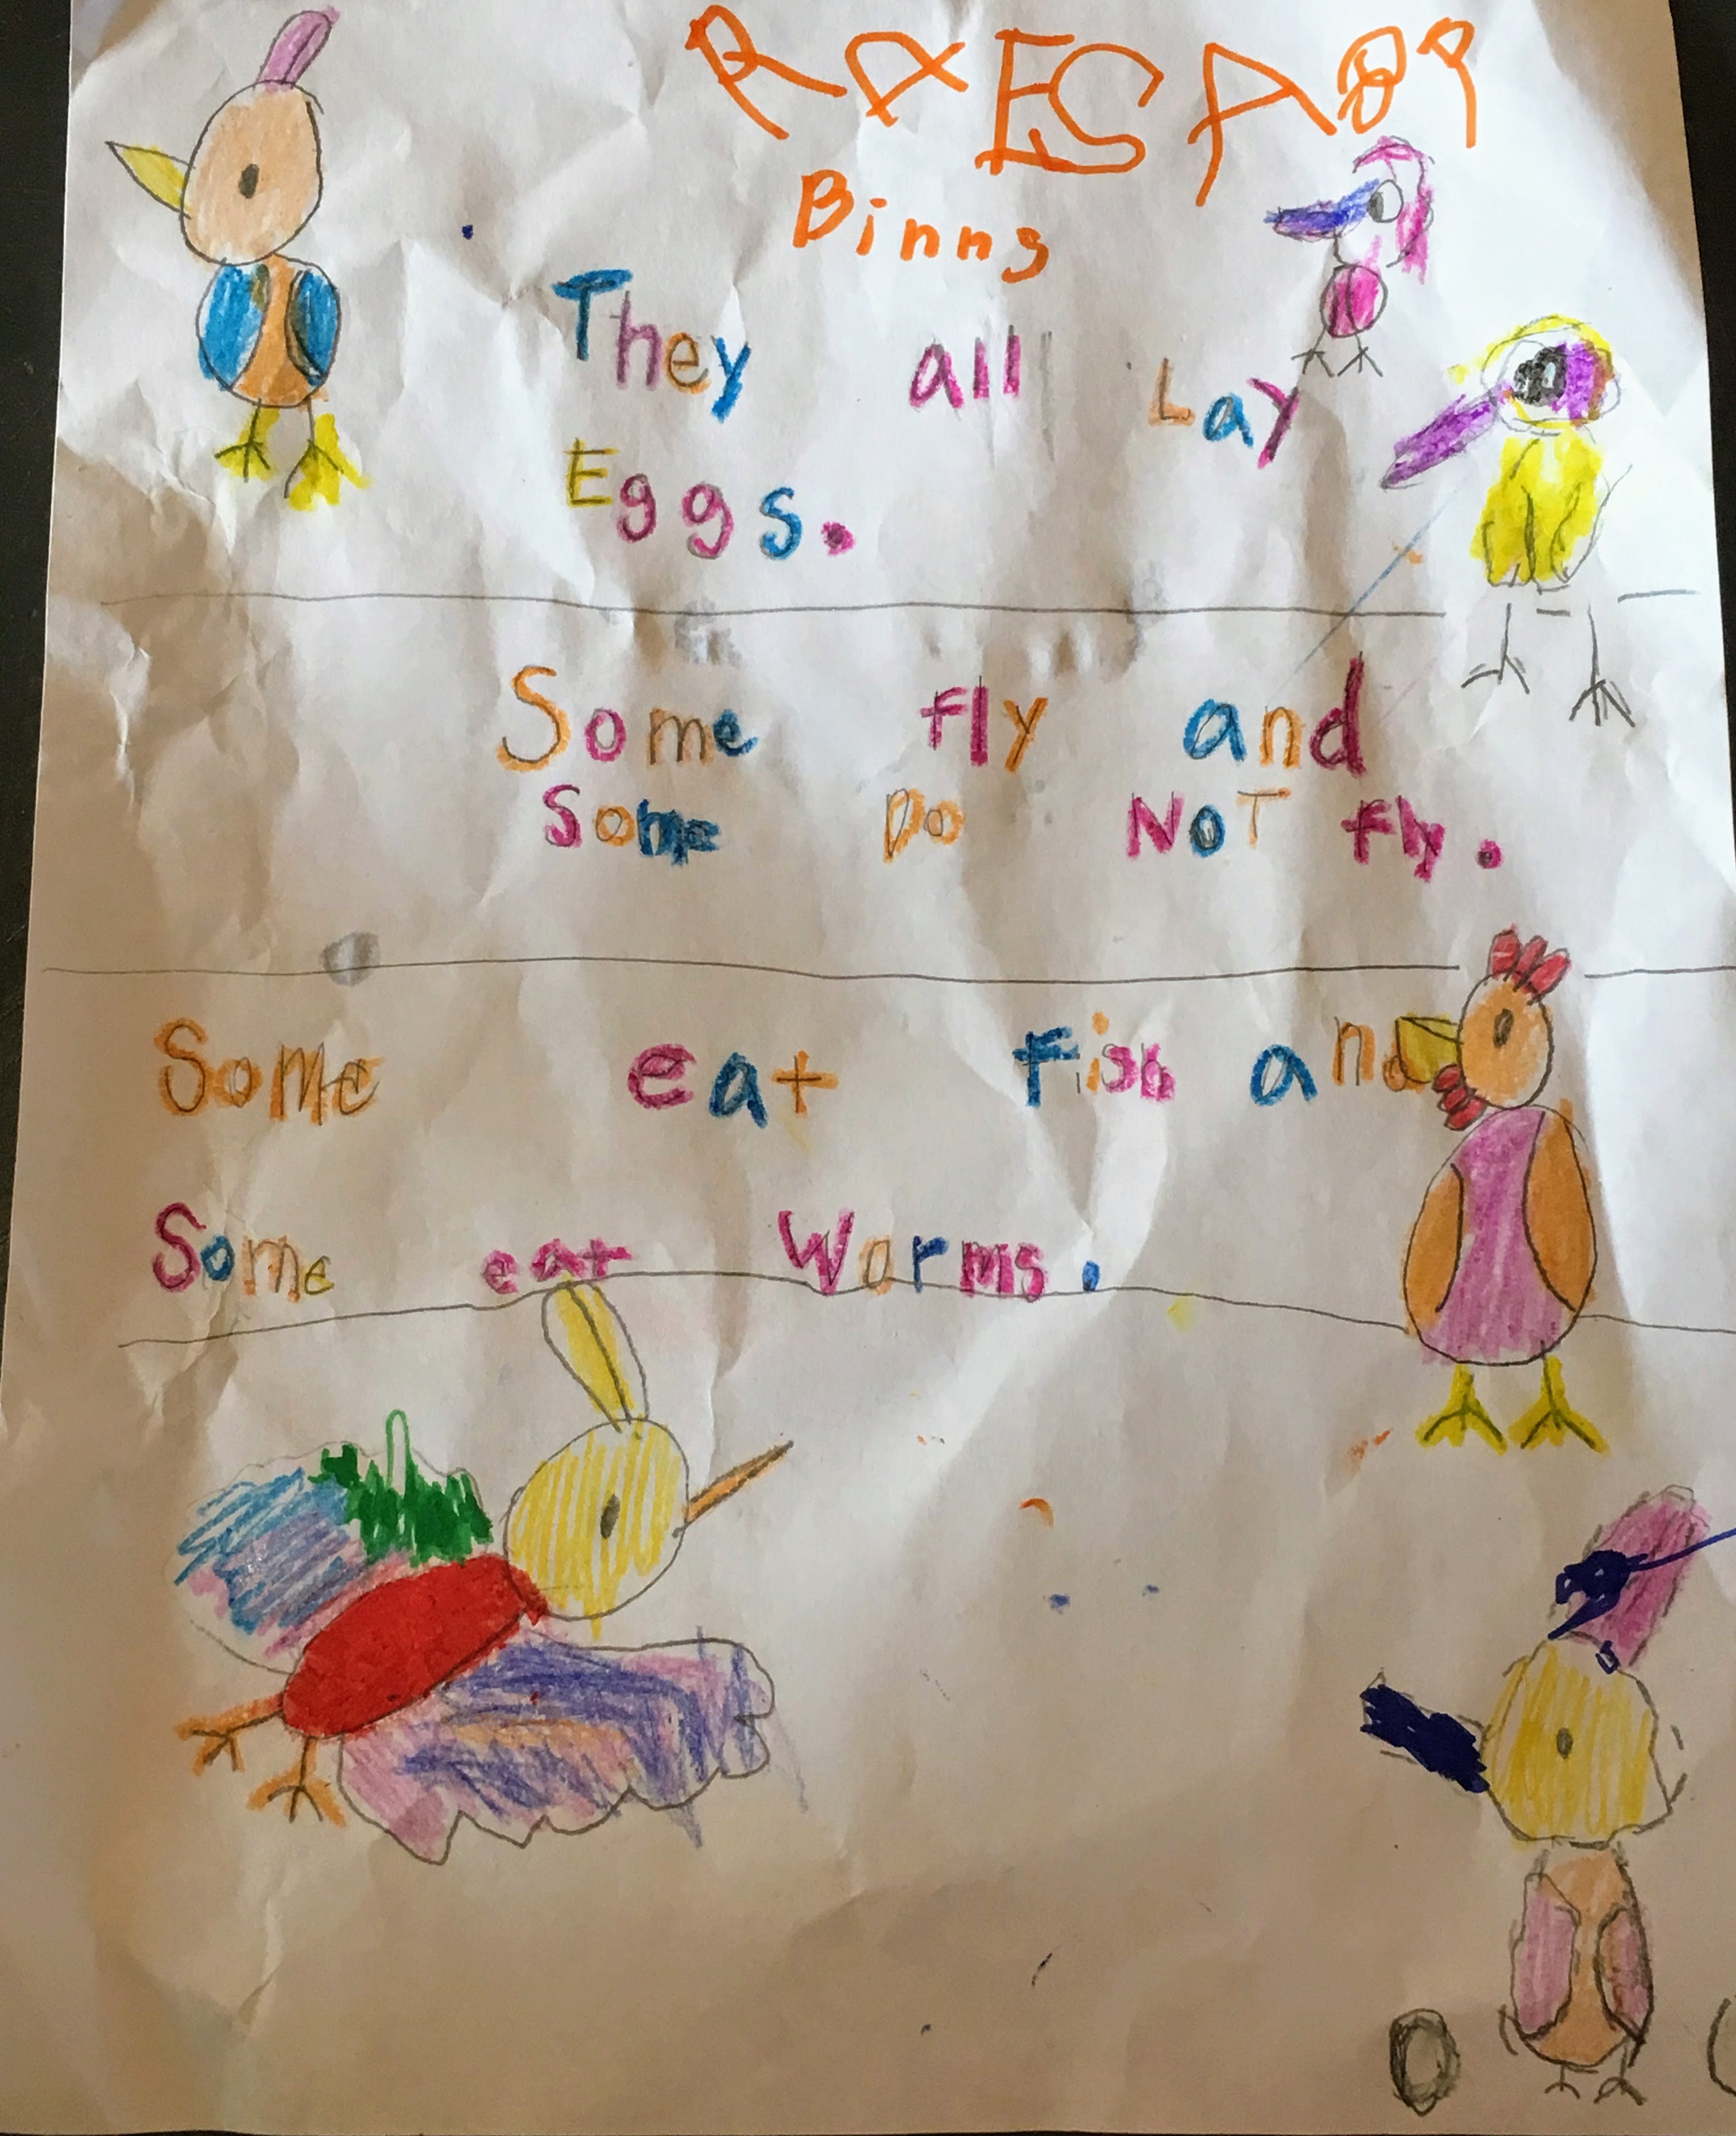 Binns
They all Lay
Eggs.
Some fly and
Some Do NoT fly.
Some eat Fish and
Some eat Worms.